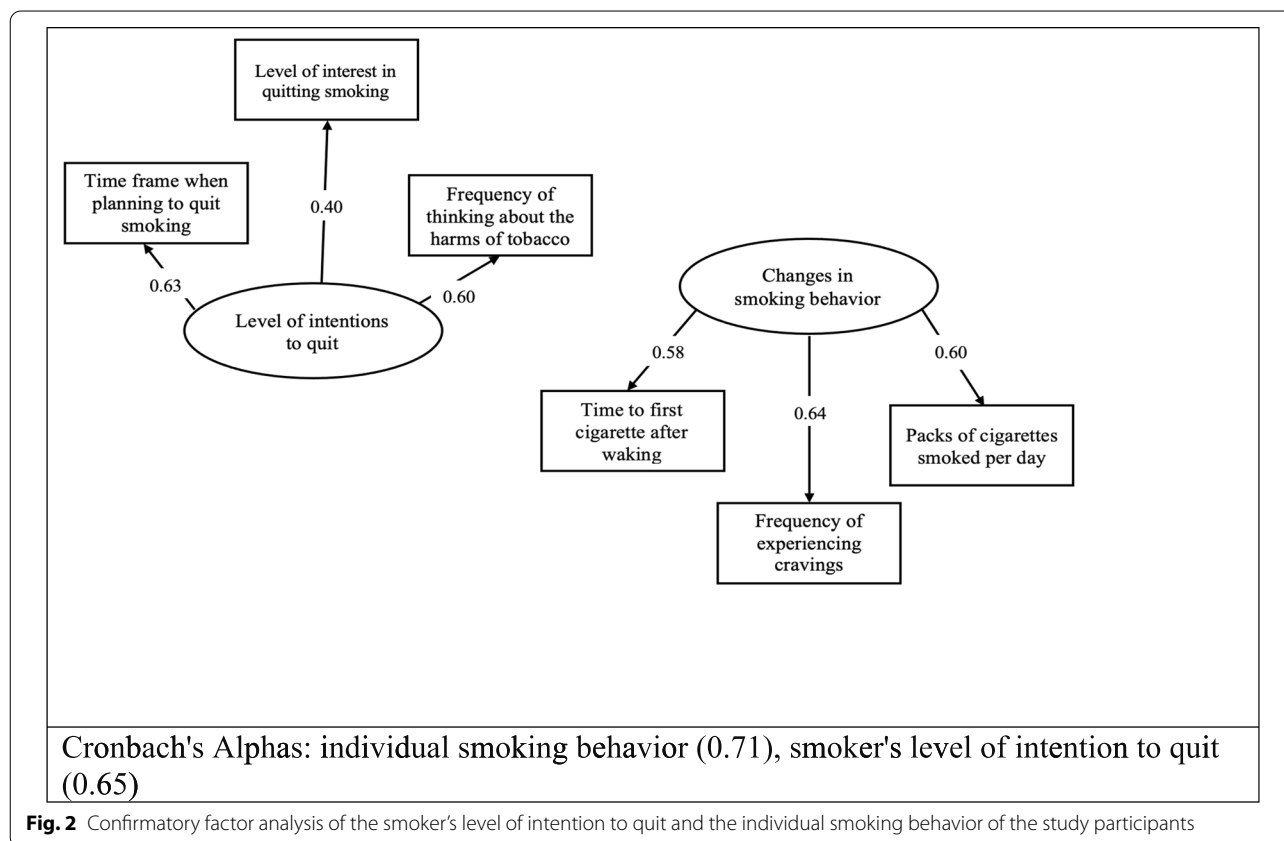 Level of interest in
quitting smoking
Time frame when
planning to quit
smoking
Frequency of
thinking about the
harms of tobacco
0.40
0.63
0.60
Level of intentions
to quit
Changes in
smoking behavior
0.58
0.64
0.60
Time to first
cigarette after
waking
Packs of cigarettes
smoked per day
Frequency of
experiencing
cravings
Cronbach's Alphas: individual smoking behavior (0.71), smoker's level of intention to quit
(0.65)
Fig. 2 Confirmatory factor analysis of the smoker’s level of intention to quit and the individual smoking behavior of the study participants